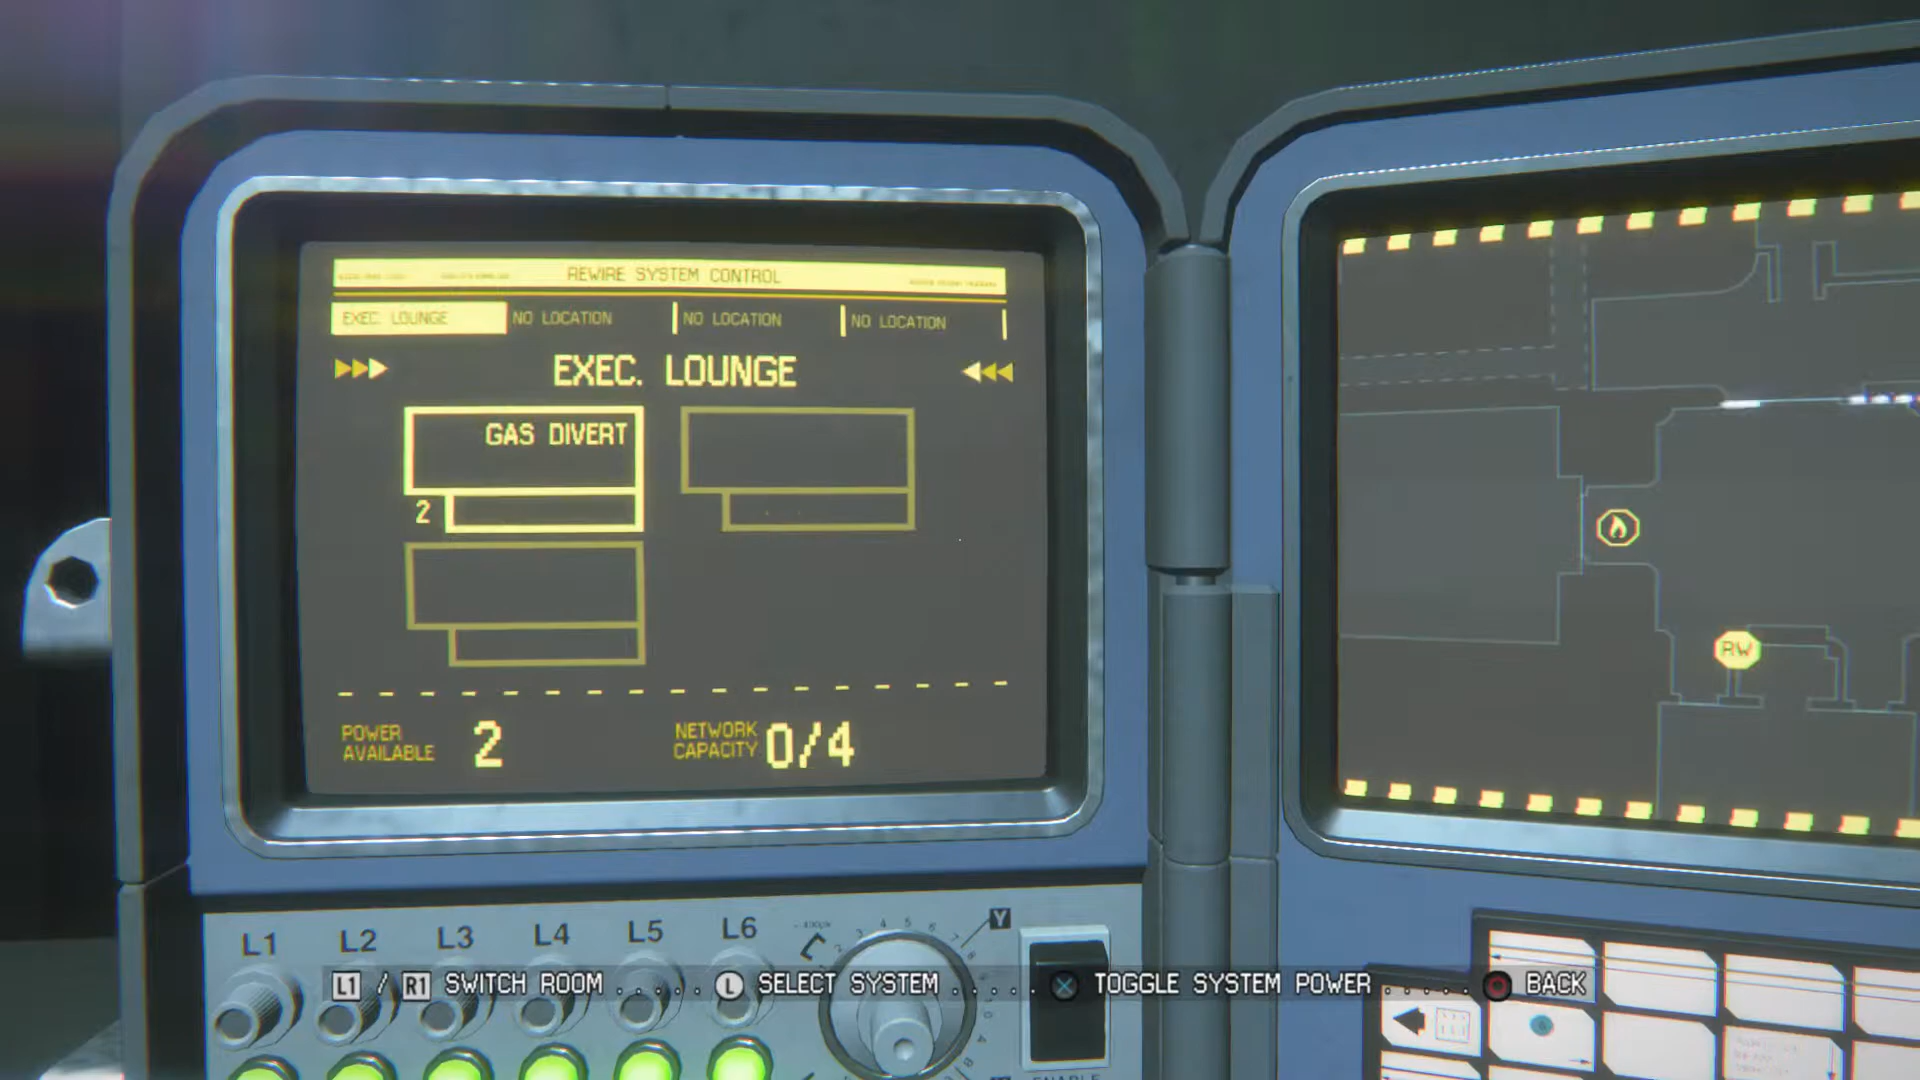 REWIRE SYSTEM CONTROL
EXEC. LOUNGE NO LOCATION NO LOCATION NO LOCATION
EXEC. LOUNGE
GAS DIVERT
2
POWER AVAILABLE 2
NETWORK CAPACITY 0/4
RW
L1 L2 L3 L4 L5 L6
Y
L1 / R1 SWITCH ROOM ..... L SELECT SYSTEM ..... X TOGGLE SYSTEM POWER ..... BACK